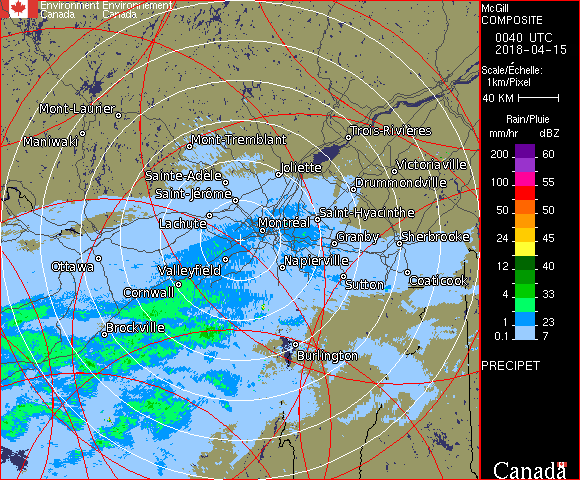 Environment Environnement
Canada Canada
McGill
COMPOSITE
0040 UTC
2018-04-15
Scale/Échelle:
1km/Pixel
40 KM
Rain/Pluie
mm/hr dBZ
200 60
100 55
50 50
24 45
12 40
4 33
1 23
0.1 7
PRECIPET
Canada
Mont-Laurier
Maniwaki
Mont-Tremblant
Trois-Rivières
Joliette
Victoriaville
Sainte-Adèle
Drummondville
Saint-Jérôme
Saint-Hyacinthe
Lachute
Montréal
Granby
Sherbrooke
Ottawa
Valleyfield
Napierville
Cornwall
Sutton
Coaticook
Brockville
Burlington